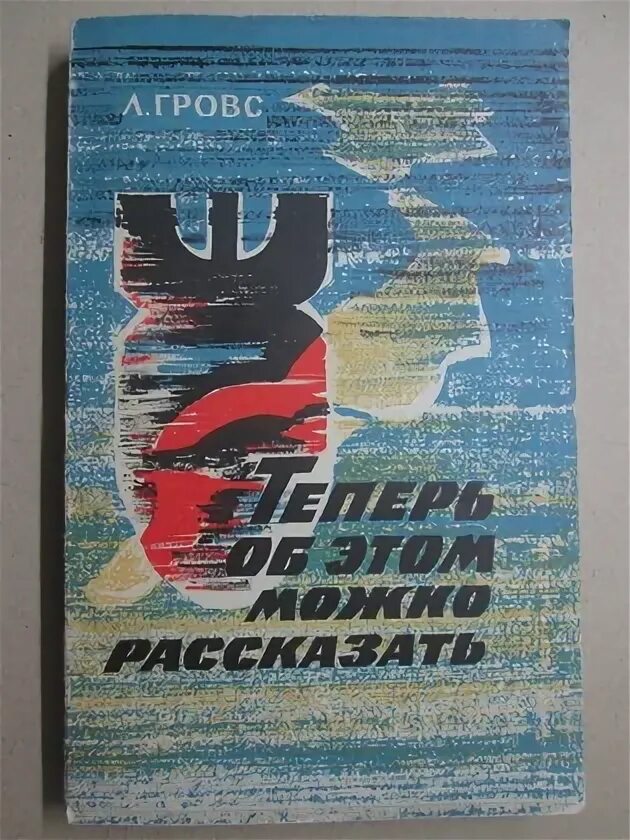 Л. ГРОВС
ТЕПЕРЬ
ОБ ЭТОМ
МОЖНО
РАССКАЗАТЬ